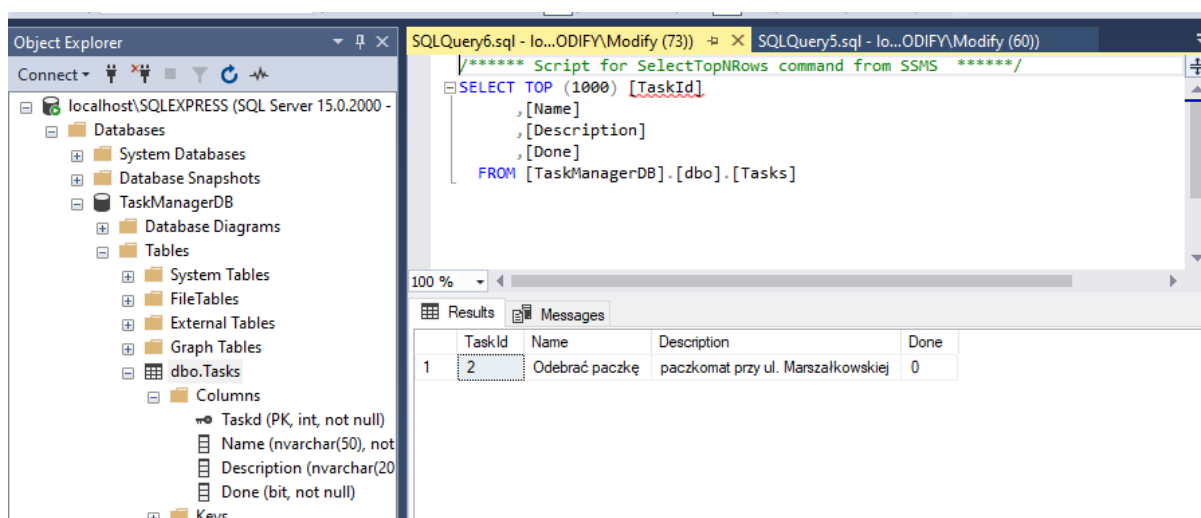 Object Explorer
Connect
localhost\SQLEXPRESS (SQL Server 15.0.2000 -
Databases
System Databases
Database Snapshots
TaskManagerDB
Database Diagrams
Tables
System Tables
FileTables
External Tables
Graph Tables
dbo.Tasks
Columns
Taskd (PK, int, not null)
Name (nvarchar(50), not
Description (nvarchar(20
Done (bit, not null)
Keys
SQLQuery6.sql - lo...ODIFY\Modify (73))
SQLQuery5.sql - lo...ODIFY\Modify (60))
/****** Script for SelectTopNRows command from SSMS ******/
SELECT TOP (1000) [TaskId]
,[Name]
,[Description]
,[Done]
FROM [TaskManagerDB].[dbo].[Tasks]
100 %
Results Messages
TaskId Name Description Done
1 2 Odebrać paczkę paczkomat przy ul. Marszałkowskiej 0